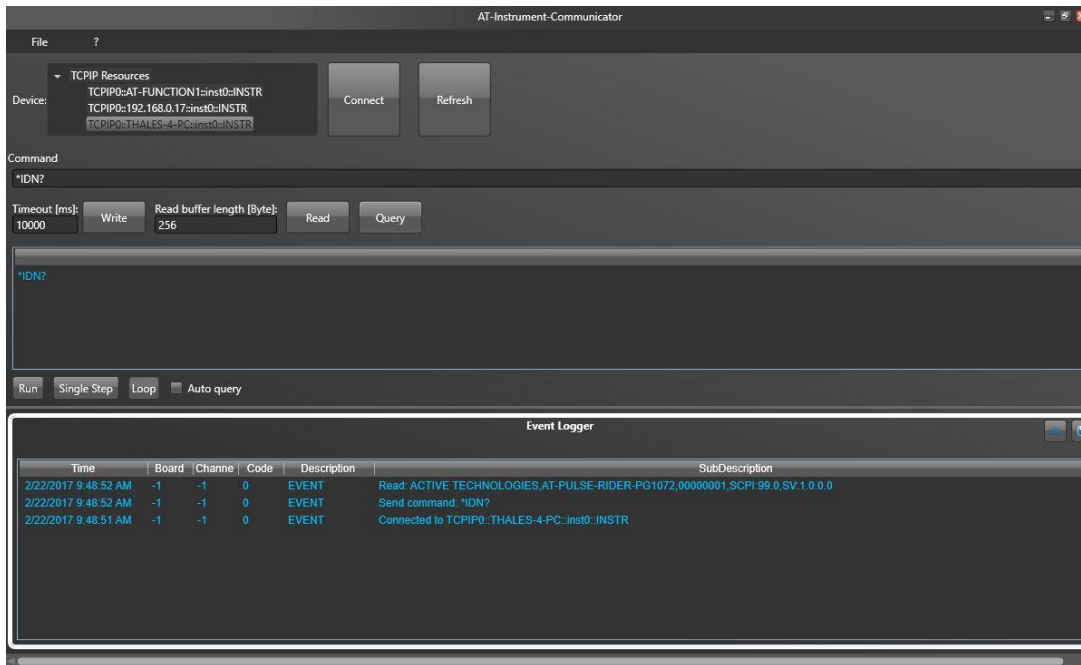 AT-Instrument-Communicator
File ?
TCPIP Resources
TCPIP0::AT-FUNCTION1::inst0::INSTR
Device:
TCPIP0::192.168.0.17::inst0::INSTR
TCPIP0::THALES-4-PC::inst0::INSTR
Connect Refresh
Command
*IDN?
Timeout [ms]: Read buffer length [Byte]:
10000 Write 256 Read Query
*IDN?
Run Single Step Loop Auto query
Event Logger
Time Board Channe Code Description SubDescription
2/22/2017 9:48:52 AM -1 -1 0 EVENT Read: ACTIVE TECHNOLOGIES,AT-PULSE-RIDER-PG1072,00000001,SCPI:99.0,SV:1.0.0.0
2/22/2017 9:48:52 AM -1 -1 0 EVENT Send command: *IDN?
2/22/2017 9:48:51 AM -1 -1 0 EVENT Connected to TCPIP0::THALES-4-PC::inst0::INSTR